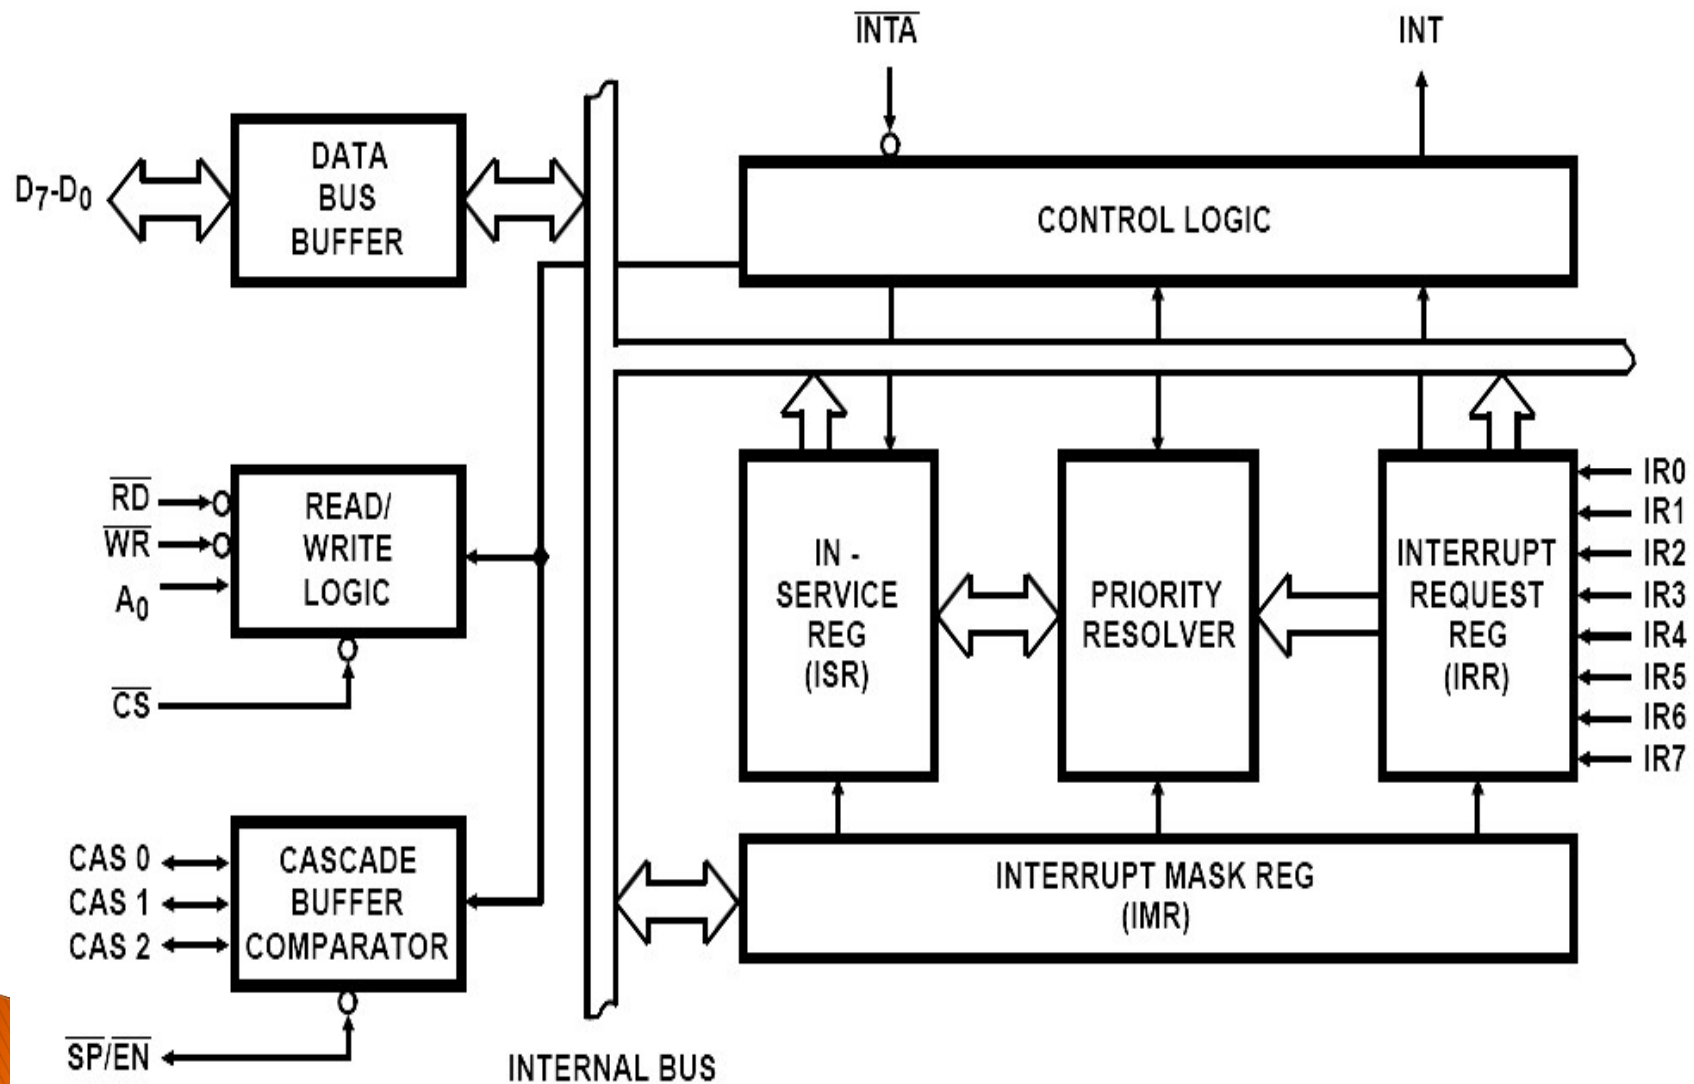 INTA
INT
DATA
BUS
BUFFER
D7-D0
CONTROL LOGIC
RD
WR
A0
READ/
WRITE
LOGIC
CS
IN -
SERVICE
REG
(ISR)
PRIORITY
RESOLVER
INTERRUPT
REQUEST
REG
(IRR)
IR0
IR1
IR2
IR3
IR4
IR5
IR6
IR7
CAS 0
CAS 1
CAS 2
CASCADE
BUFFER
COMPARATOR
INTERRUPT MASK REG
(IMR)
SP/EN
INTERNAL BUS